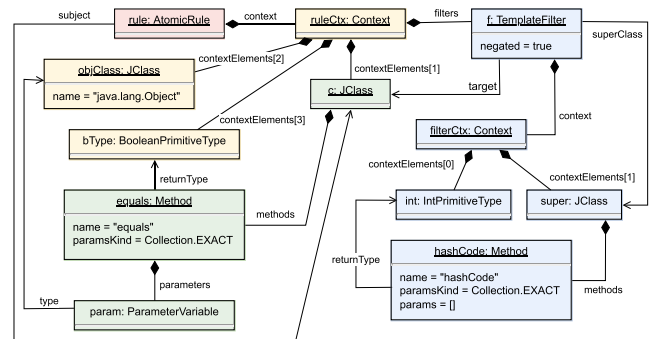 subject
rule: AtomicRule
context
ruleCtx: Context
filters
f: TemplateFilter
negated = true
superClass
contextElements[2]
objClass: JClass
name = "java.lang.Object"
contextElements[1]
c: JClass
target
context
contextElements[3]
bType: BooleanPrimitiveType
filterCtx: Context
contextElements[0]
contextElements[1]
returnType
equals: Method
name = "equals"
paramsKind = Collection.EXACT
methods
int: IntPrimitiveType
super: JClass
hashCode: Method
name = "hashCode"
paramsKind = Collection.EXACT
params = []
returnType
methods
parameters
type
param: ParameterVariable